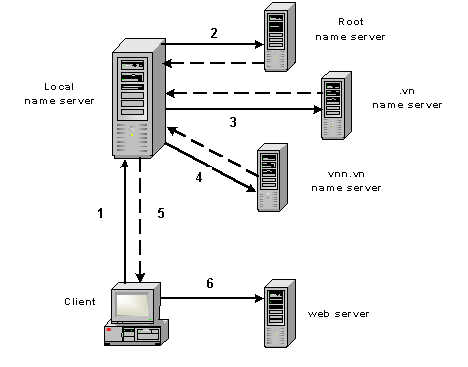 2
Root
name server
Local
name server
.vn
name server
3
4
vnn.vn
name server
1
5
6
Client
web server